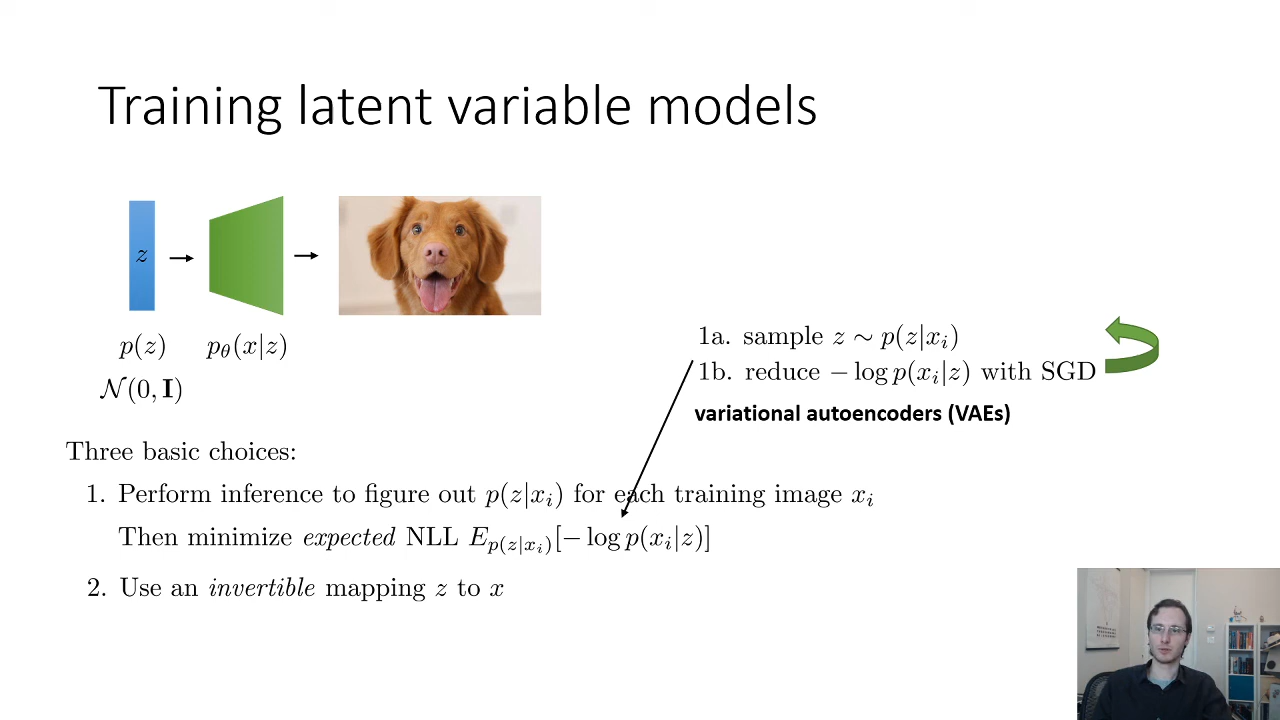 Training latent variable models
z
p(z)
p_θ(x|z)
𝒩(0, I)
1a. sample z ∼ p(z|x_i)
1b. reduce − log p(x_i|z) with SGD
variational autoencoders (VAEs)
Three basic choices:
1. Perform inference to figure out p(z|x_i) for each training image x_i
Then minimize expected NLL E_{p(z|x_i)}[− log p(x_i|z)]
2. Use an invertible mapping z to x